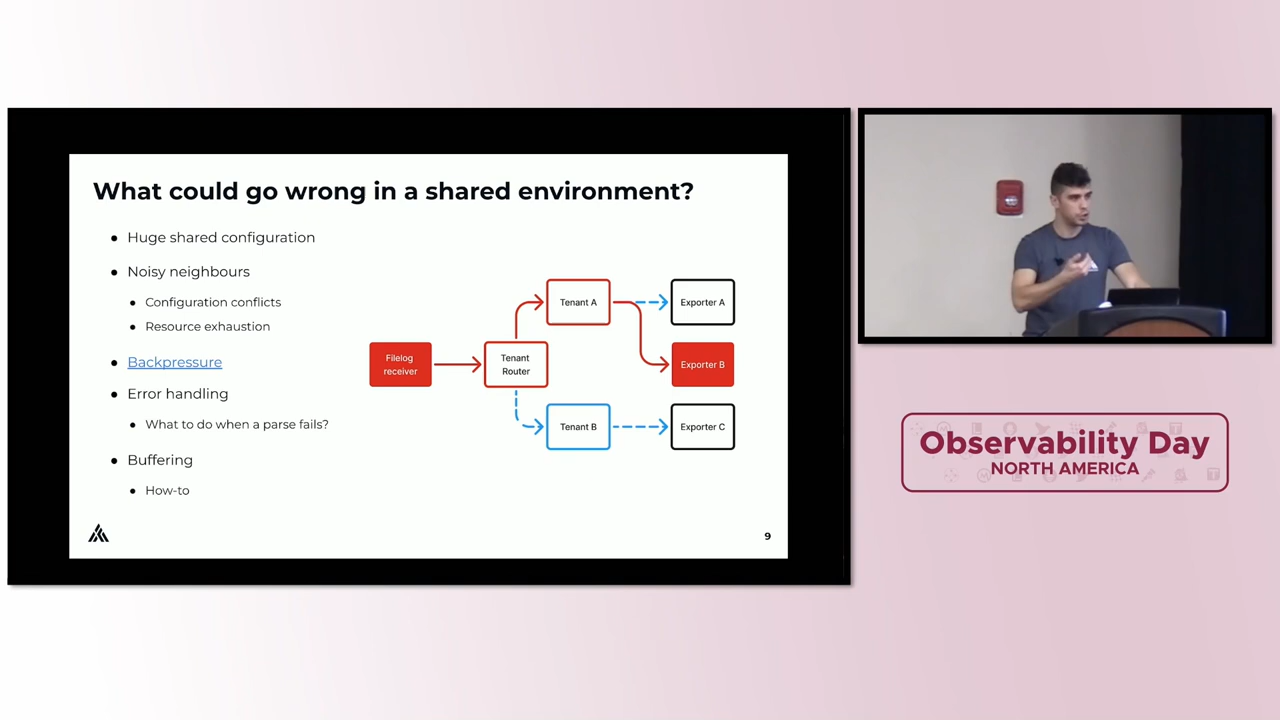 What could go wrong in a shared environment?
Huge shared configuration
Noisy neighbours
Configuration conflicts
Resource exhaustion
Backpressure
Error handling
What to do when a parse fails?
Buffering
How-to
Filelog
receiver
Tenant
Router
Tenant A
Tenant B
Exporter A
Exporter B
Exporter C
9
Observability Day
NORTH AMERICA